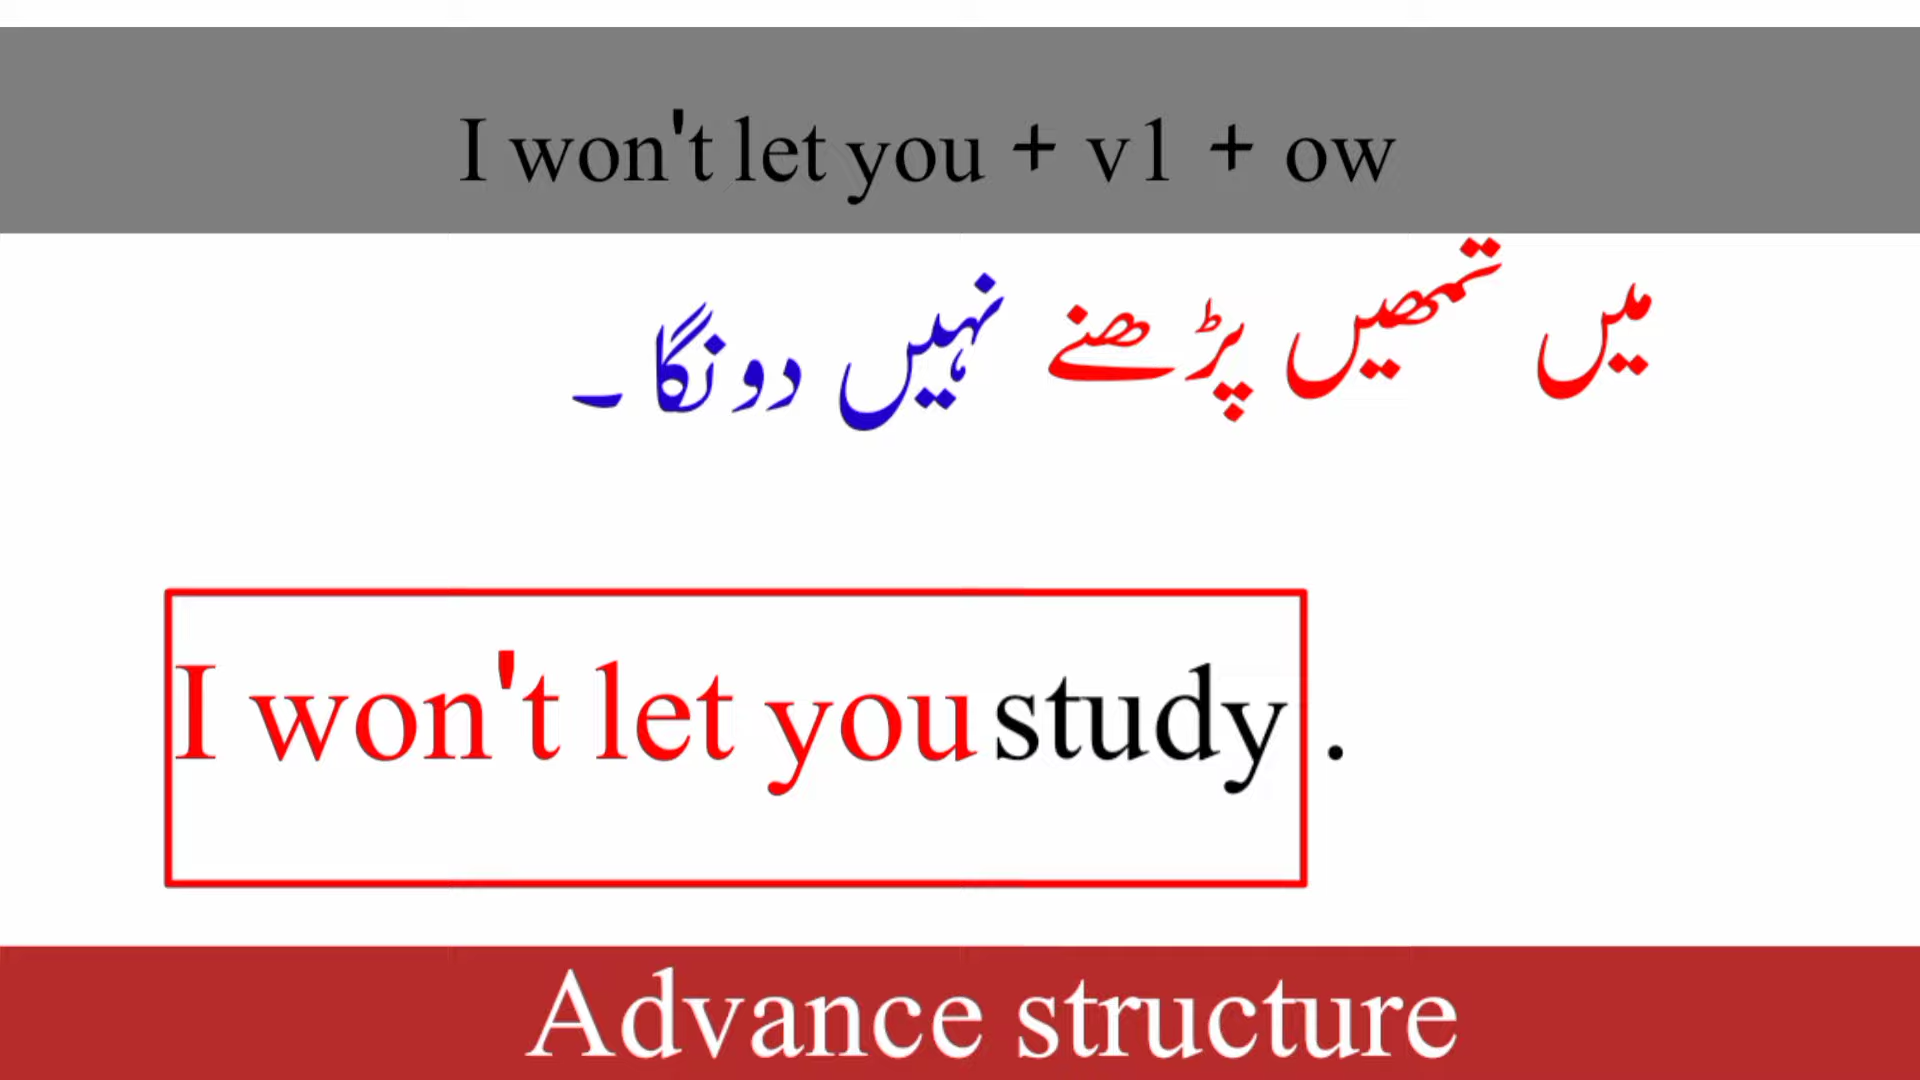 I won't let you + v1 + ow
میں تمھیں پڑھنے نہیں دونگا۔
I won't let you study .
Advance structure